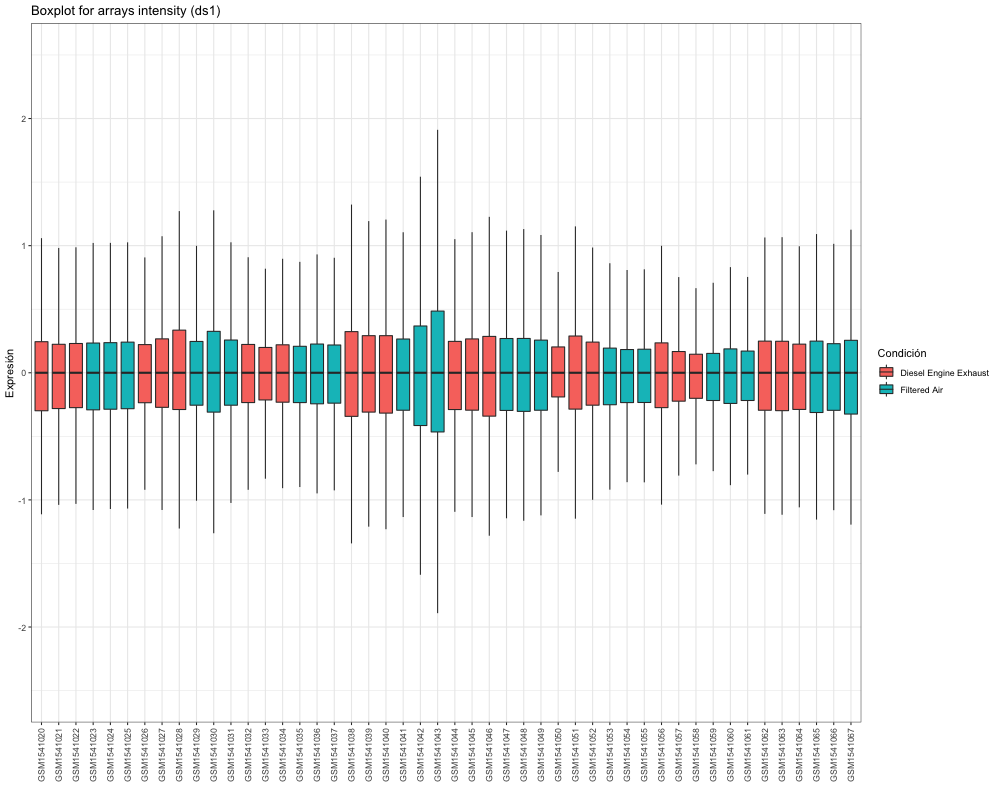 Boxplot for arrays intensity (ds1)
2
1
0
-1
-2
Expresión
GSM1541020
GSM1541021
GSM1541022
GSM1541023
GSM1541024
GSM1541025
GSM1541026
GSM1541027
GSM1541028
GSM1541029
GSM1541030
GSM1541031
GSM1541032
GSM1541033
GSM1541034
GSM1541035
GSM1541036
GSM1541037
GSM1541038
GSM1541039
GSM1541040
GSM1541041
GSM1541042
GSM1541043
GSM1541044
GSM1541045
GSM1541046
GSM1541047
GSM1541048
GSM1541049
GSM1541050
GSM1541051
GSM1541052
GSM1541053
GSM1541054
GSM1541055
GSM1541056
GSM1541057
GSM1541058
GSM1541059
GSM1541060
GSM1541061
GSM1541062
GSM1541063
GSM1541064
GSM1541065
GSM1541066
GSM1541067
Condición
Diesel Engine Exhaust
Filtered Air